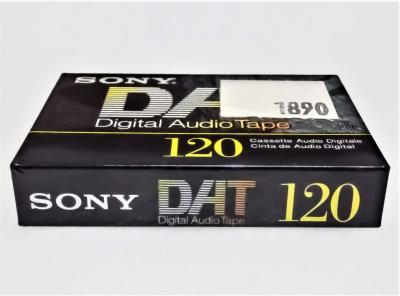 SONY
DAT
1890
Digital Audio Tape
120
Cassette Audio Digitale
Cinta de Audio Digital
SONY
DAT
Digital Audio Tape
120